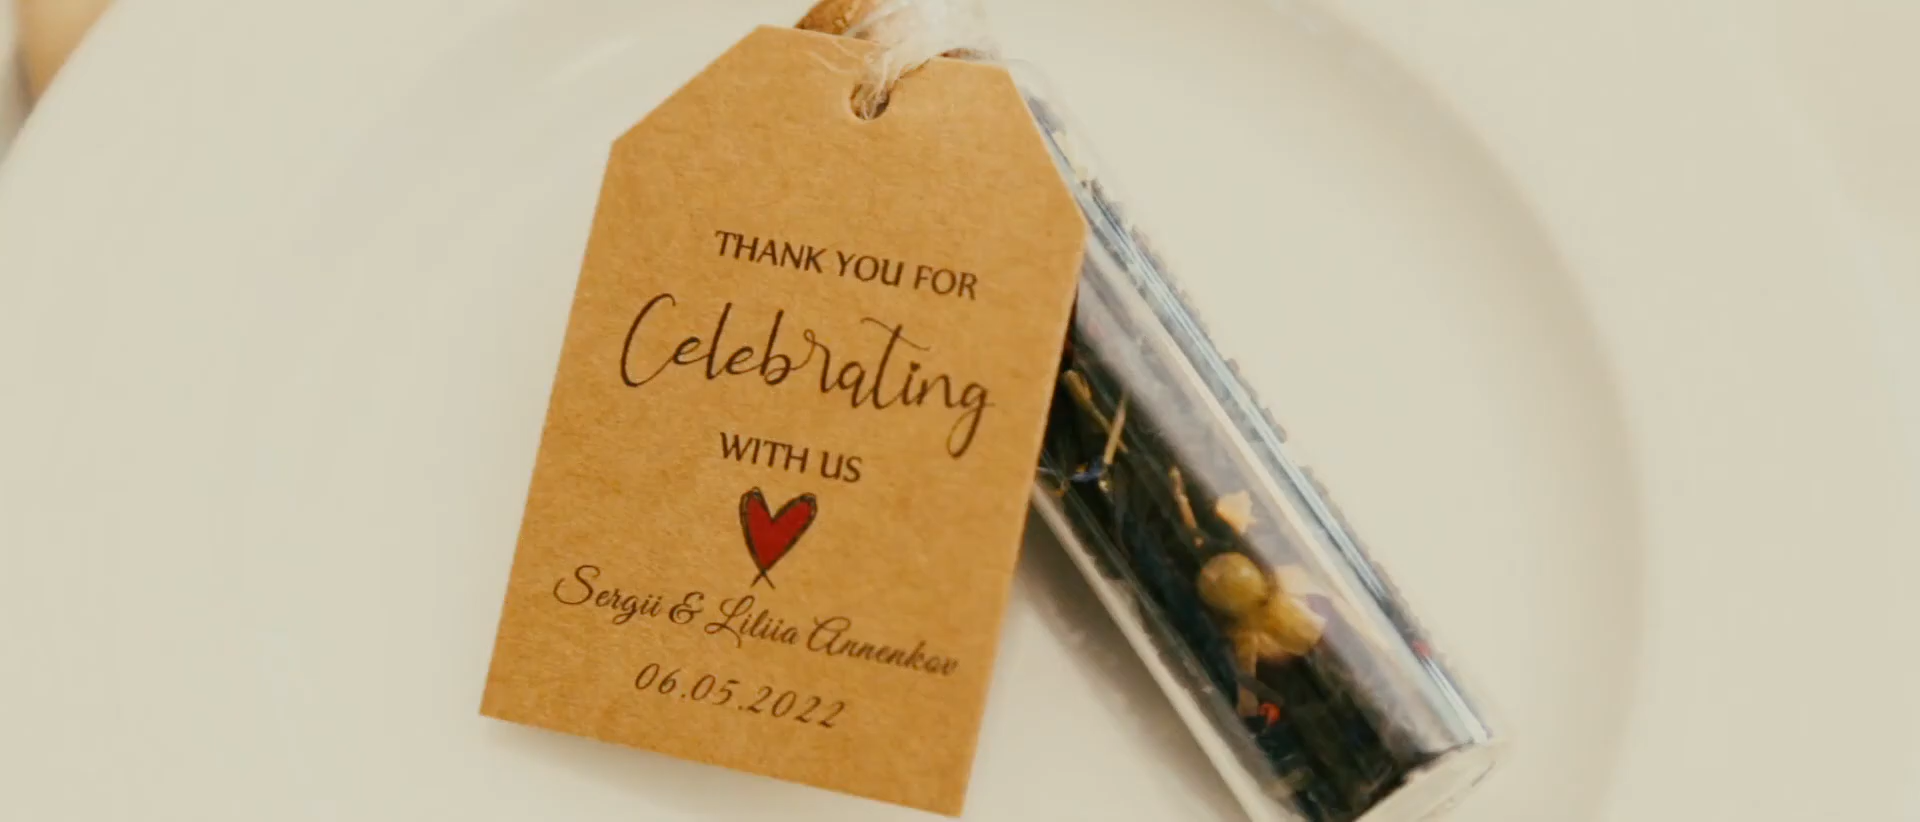 THANK YOU FOR
Celebrating
WITH US
Sergii & Liliia Annenkov
06.05.2022